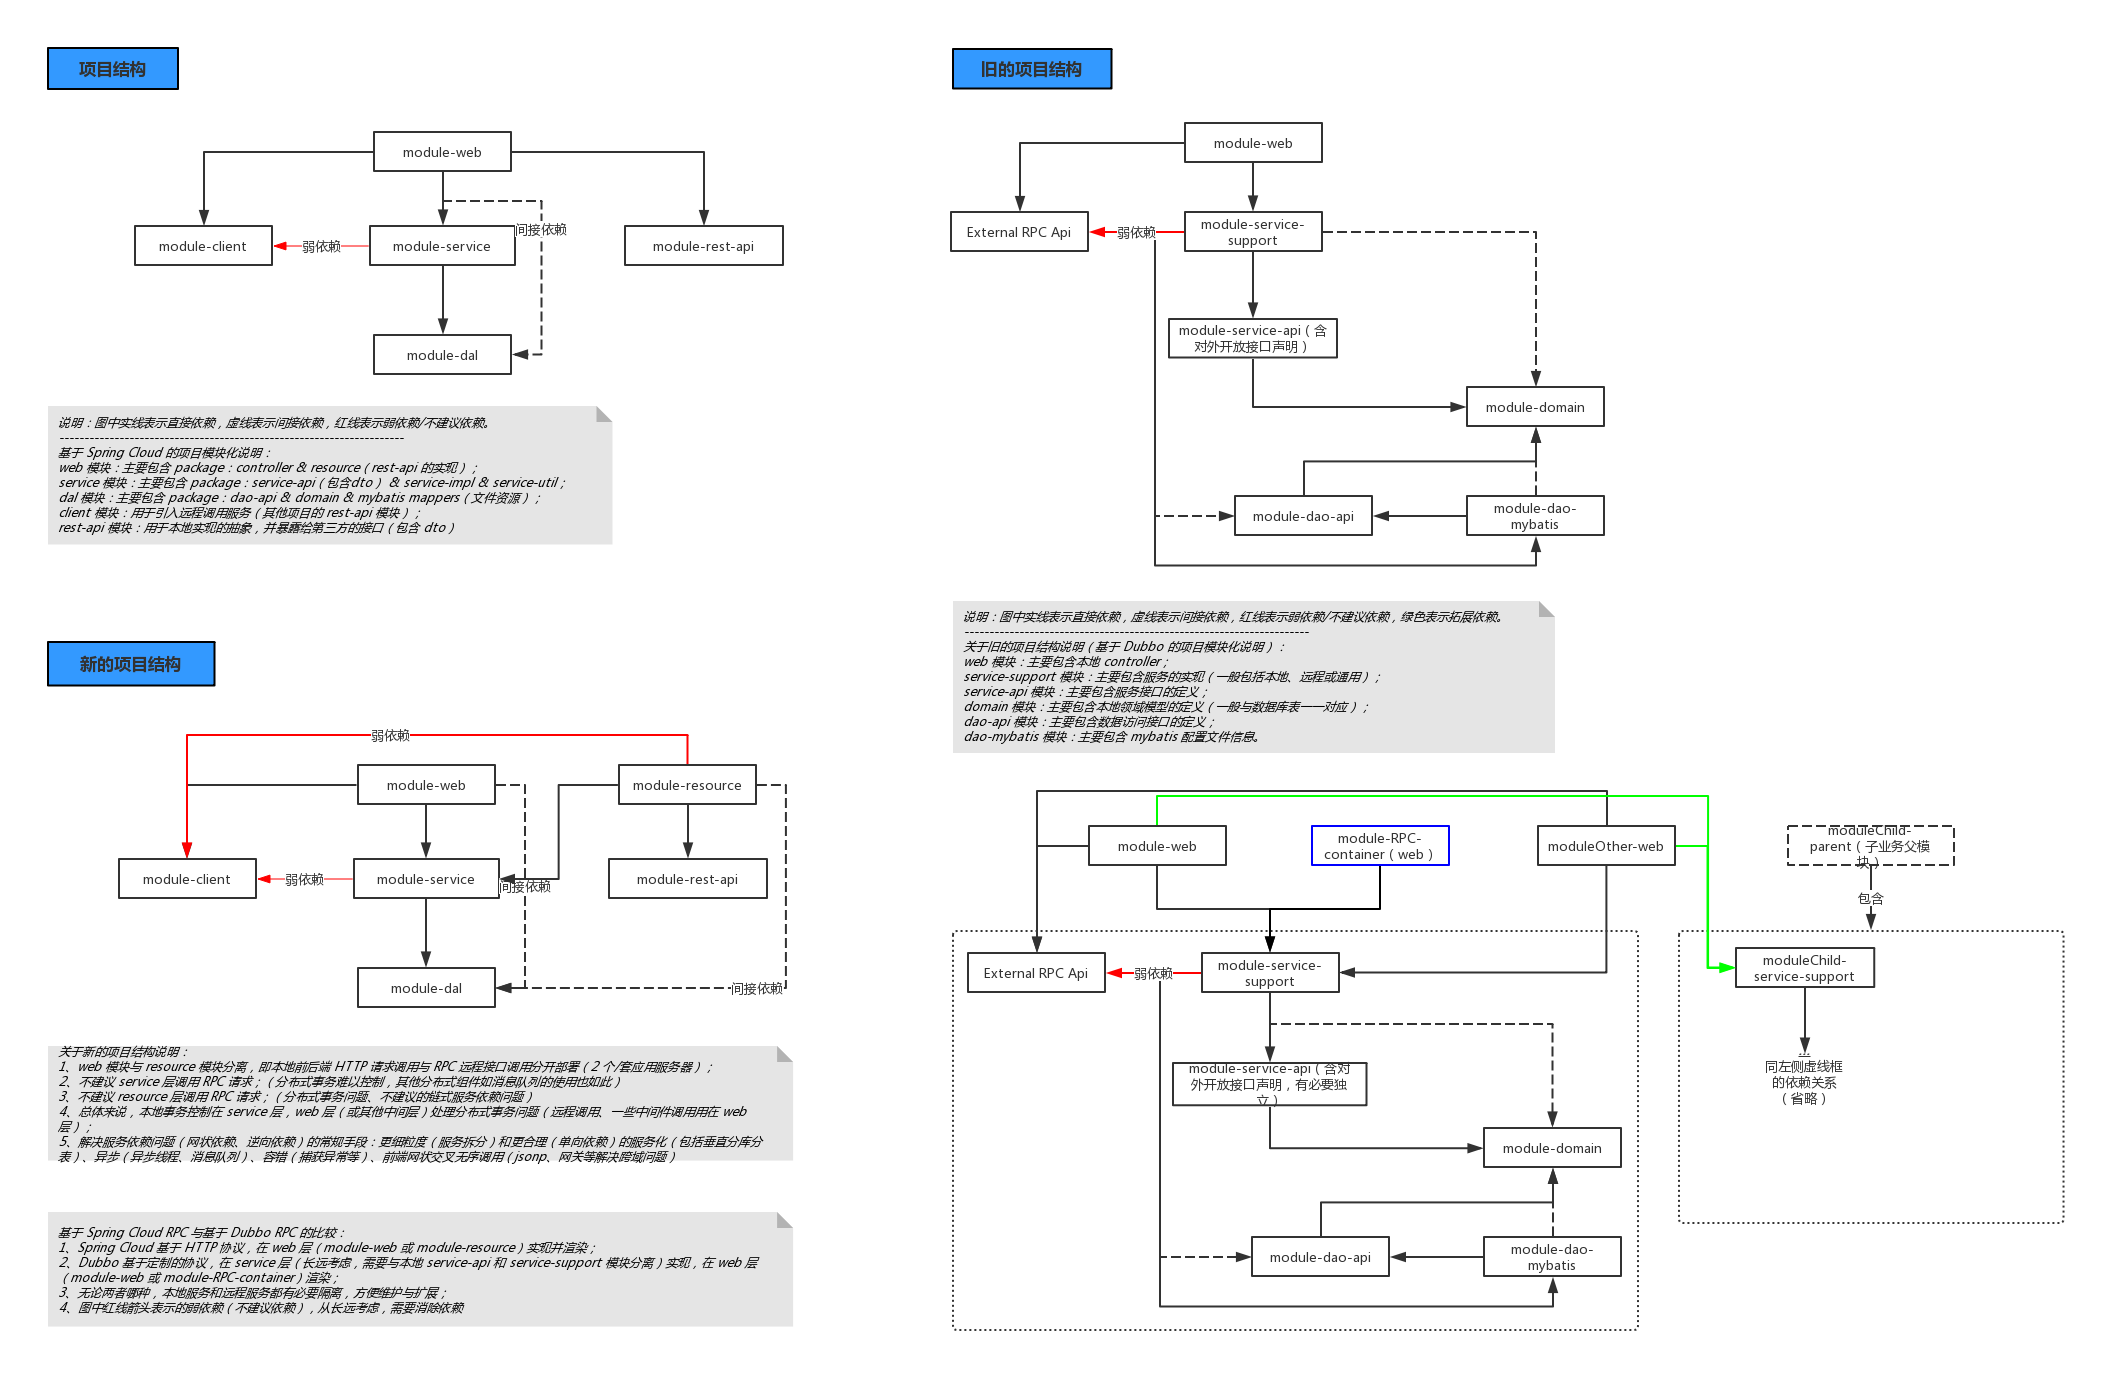 项目结构
module-web
间接依赖
module-client
弱依赖
module-service
module-rest-api
module-dal
说明：图中实线表示直接依赖，虚线表示间接依赖，红线表示弱依赖/不建议依赖。
---------------------------------------------------------------------
基于 Spring Cloud 的项目模块化说明：
web 模块：主要包含 package：controller & resource（rest-api 的实现）；
service 模块：主要包含 package：service-api（包含dto） & service-impl & service-util；
dal 模块：主要包含 package：dao-api & domain & mybatis mappers（文件资源）；
client 模块：用于引入远程调用服务（其他项目的 rest-api 模块）；
rest-api 模块：用于本地实现的抽象，并暴露给第三方的接口（包含 dto）
新的项目结构
弱依赖
module-web
module-resource
module-client
弱依赖
module-service
间接依赖
module-rest-api
module-dal
间接依赖
关于新的项目结构说明：
1、web 模块与 resource 模块分离，即本地前后端 HTTP 请求调用与 RPC 远程接口调用分开部署（2 个/套应用服务器）；
2、不建议 service 层调用 RPC 请求；（分布式事务难以控制，其他分布式组件如消息队列的使用也如此）
3、不建议 resource 层调用 RPC 请求；（分布式事务问题、不建议的链式服务依赖问题）
4、总体来说，本地事务控制在 service 层，web 层（或其他中间层）处理分布式事务问题（远程调用、一些中间件调用用在 web
层）；
5、解决服务依赖问题（网状依赖、逆向依赖）的常规手段：更细粒度（服务拆分）和更合理（单向依赖）的服务化（包括垂直分库分
表）、异步（异步线程、消息队列）、容错（捕获异常等）、前端网状交叉无序调用（jsonp、网关等解决跨域问题）
基于 Spring Cloud RPC 与基于 Dubbo RPC 的比较：
1、Spring Cloud 基于 HTTP 协议，在 web 层（module-web 或 module-resource）实现并渲染；
2、Dubbo 基于定制的协议，在 service 层（长远考虑，需要与本地 service-api 和 service-support 模块分离）实现，在 web 层
（module-web 或 module-RPC-container）渲染；
3、无论两者哪种，本地服务和远程服务都有必要隔离，方便维护与扩展；
4、图中红线箭头表示的弱依赖（不建议依赖），从长远考虑，需要消除依赖
旧的项目结构
module-web
External RPC Api
弱依赖
module-service-
support
module-service-api（含
对外开放接口声明）
module-domain
module-dao-api
module-dao-
mybatis
说明：图中实线表示直接依赖，虚线表示间接依赖，红线表示弱依赖/不建议依赖，绿色表示拓展依赖。
---------------------------------------------------------------------
关于旧的项目结构说明（基于 Dubbo 的项目模块化说明）：
web 模块：主要包含本地 controller；
service-support 模块：主要包含服务的实现（一般包括本地、远程或通用）；
service-api 模块：主要包含服务接口的定义；
domain 模块：主要包含本地领域模型的定义（一般与数据库表一一对应）；
dao-api 模块：主要包含数据访问接口的定义；
dao-mybatis 模块：主要包含 mybatis 配置文件信息。
module-web
module-RPC-
container（web）
moduleOther-web
moduleChild-
parent（子业务父模
块）
包含
External RPC Api
弱依赖
module-service-
support
module-service-api（含对
外开放接口声明，有必要独
立）
module-domain
module-dao-api
module-dao-
mybatis
moduleChild-
service-support
...
同左侧虚线框
的依赖关系
（省略）